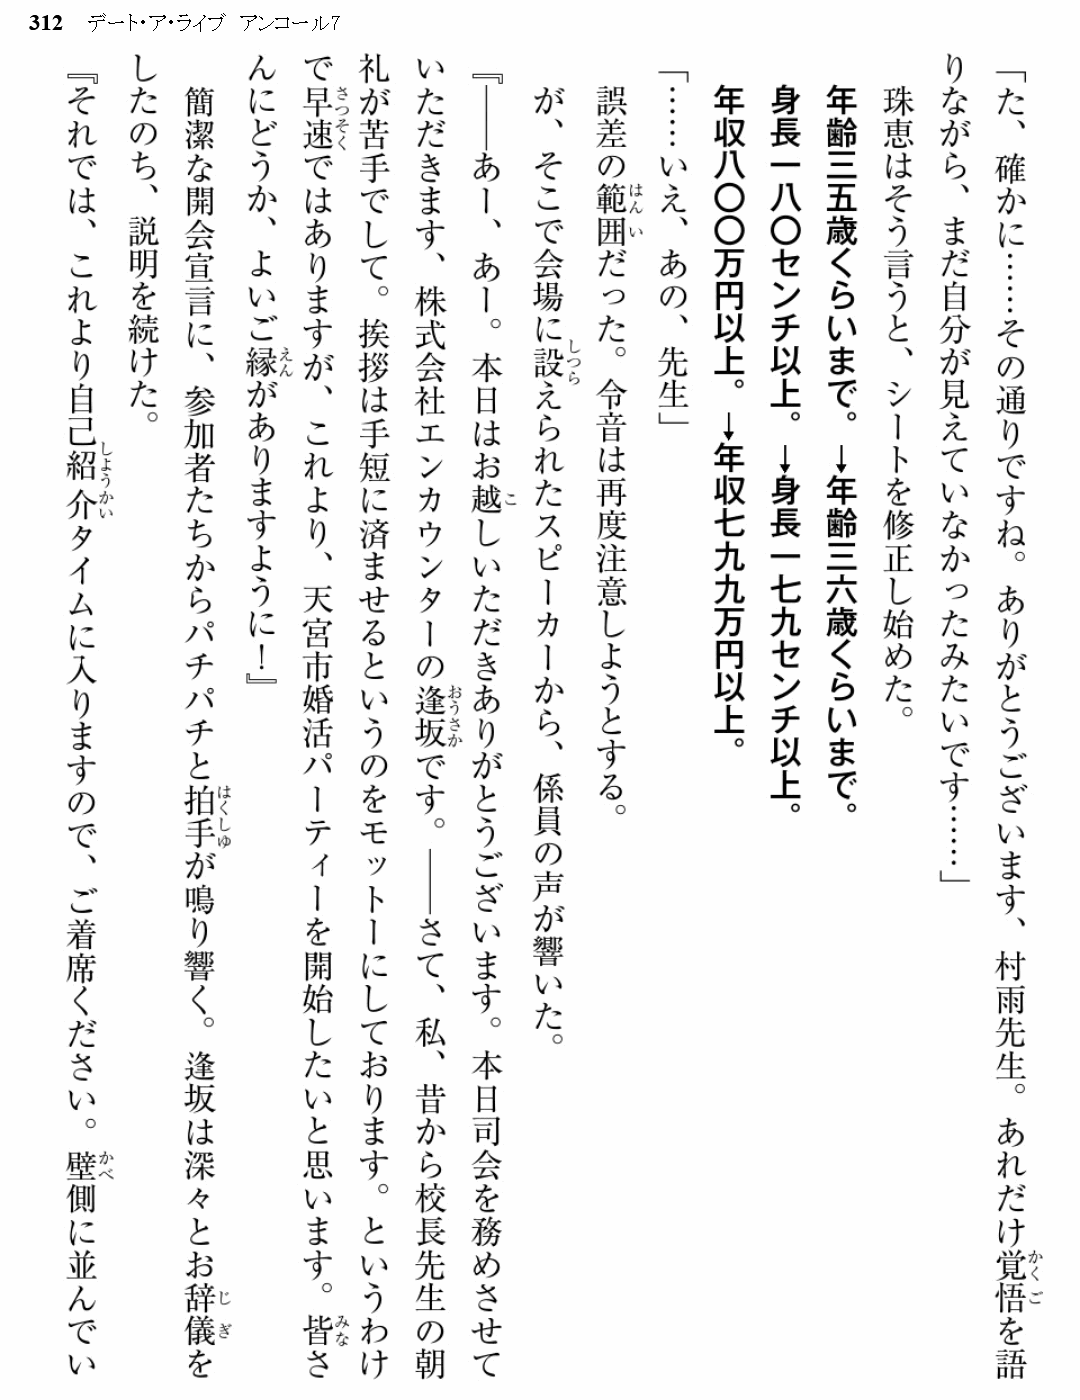 312 デート・ア・ライブ アンコール7
「た、確かに……その通りですね。ありがとうございます、村雨先生。あれだけ覚悟を語
りながら、まだ自分が見えていなかったみたいです……」
珠恵はそう言うと、シートを修正し始めた。
年齢三五歳くらいまで。→年齢三六歳くらいまで。
身長一八〇センチ以上。→身長一七九センチ以上。
年収八〇〇万円以上。→年収七九九万円以上。
「……いえ、あの、先生」
誤差の範囲だった。令音は再度注意しようとする。
が、そこで会場に設えられたスピーカーから、係員の声が響いた。
『――あー、あー。本日はお越しいただきありがとうございます。本日司会を務めさせて
いただきます、株式会社エンカウンターの逢坂です。――さて、私、昔から校長先生の朝
礼が苦手でして。挨拶は手短に済ませるというのをモットーにしております。というわけ
で早速ではありますが、これより、天宮市婚活パーティーを開始したいと思います。皆さ
んにどうか、よいご縁がありますように！』
簡潔な開会宣言に、参加者たちからパチパチと拍手が鳴り響く。逢坂は深々とお辞儀を
したのち、説明を続けた。
『それでは、これより自己紹介タイムに入りますので、ご着席ください。壁側に並んでい